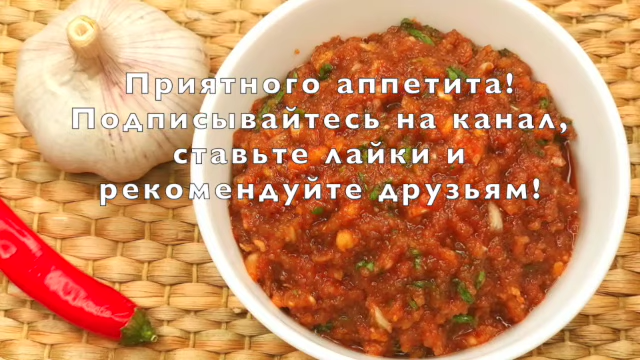 Приятного аппетита!
Подписывайтесь на канал,
ставьте лайки и
рекомендуйте друзьям!